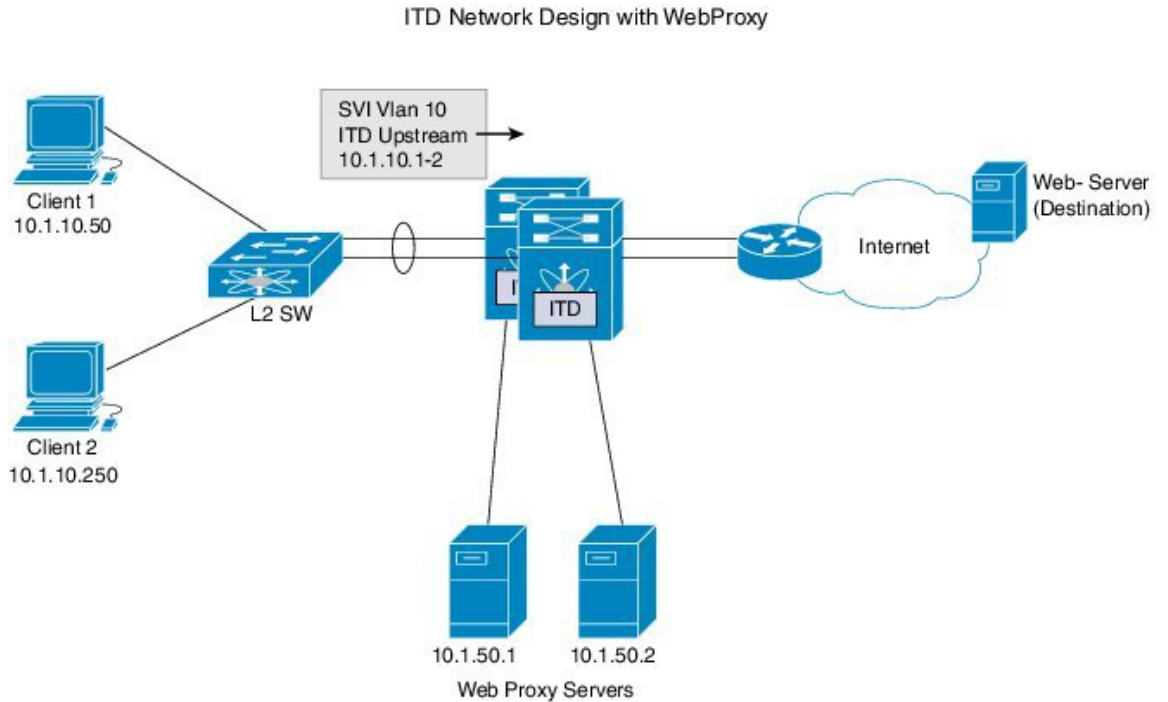 ITD Network Design with WebProxy
SVI Vlan 10
ITD Upstream
10.1.10.1-2
Client 1
10.1.10.50
L2 SW
ITD
Internet
Web- Server
(Destination)
Client 2
10.1.10.250
10.1.50.1
10.1.50.2
Web Proxy Servers